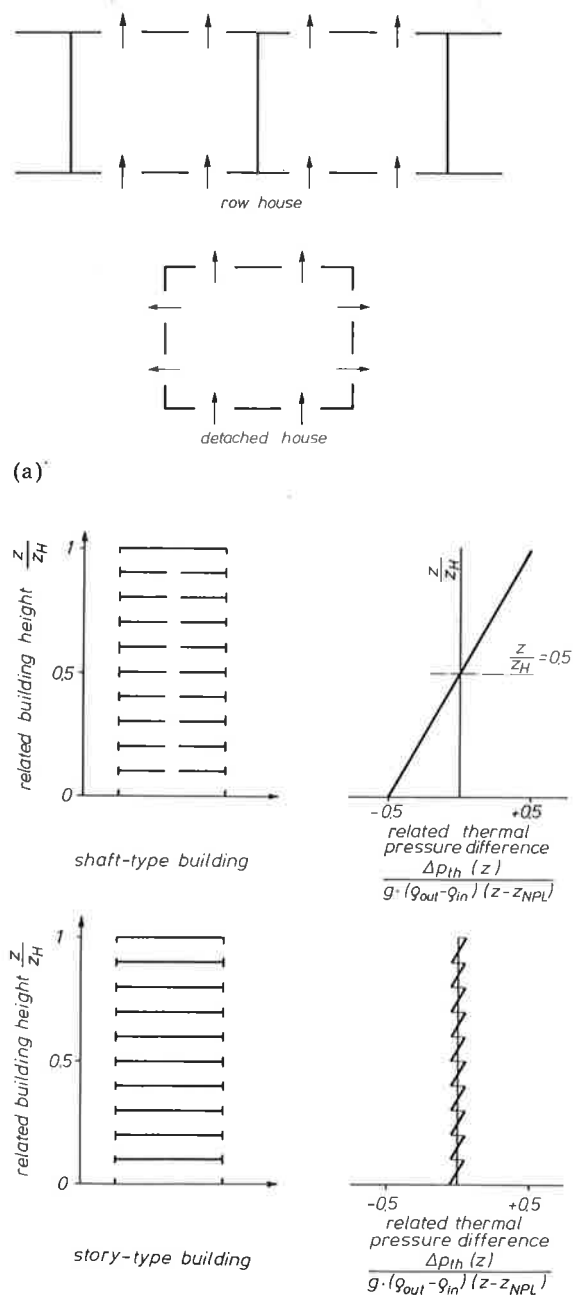 row house
detached house
(a)
related building height z/z_H
1
0,5
0
shaft-type building
z/z_H
z/z_H = 0,5
-0,5
+0,5
related thermal
pressure difference
Δp_th (z)
g·(ϱ_out-ϱ_in) (z-z_NPL)
related building height z/z_H
1
0,5
0
story-type building
-0,5
+0,5
related thermal
pressure difference
Δp_th (z)
g·(ϱ_out-ϱ_in) (z-z_NPL)